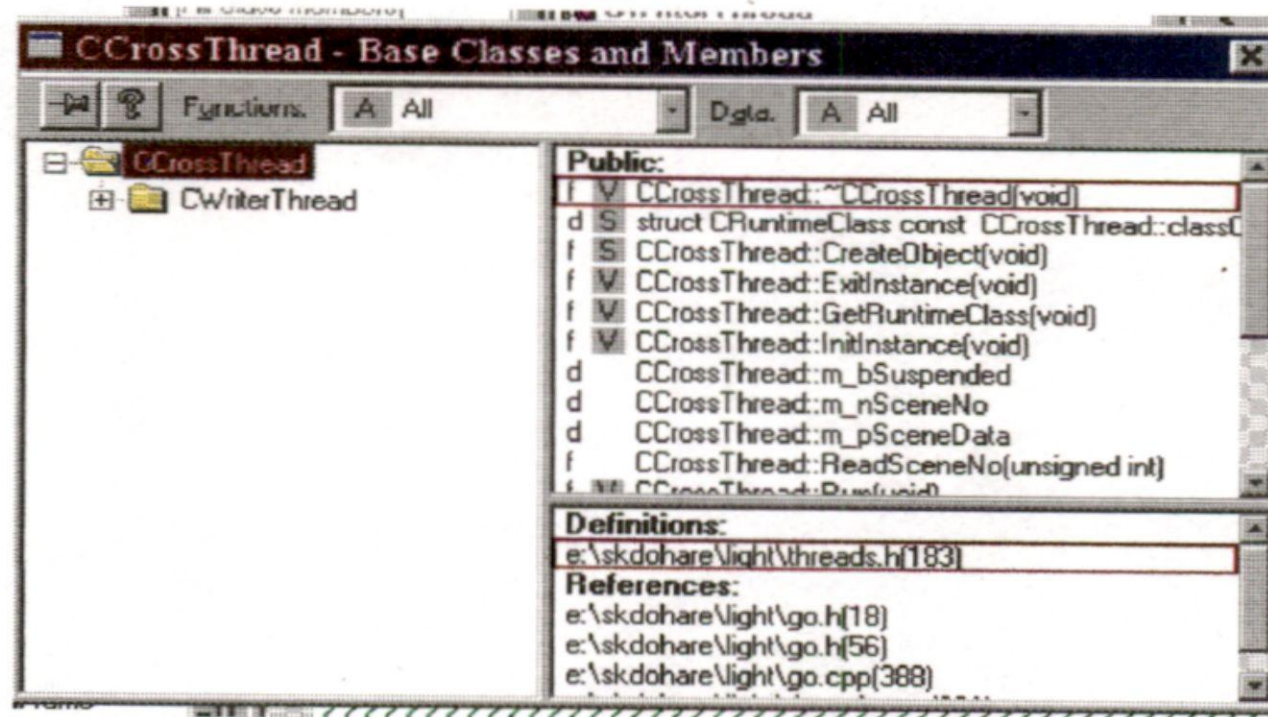 CCrossThread - Base Classes and Members
Functions: A All Data: A All
CCrossThread
CWriterThread
Public:
f V CCrossThread::~CCrossThread(void)
d S struct CRuntimeClass const CCrossThread::classC
f S CCrossThread::CreateObject(void)
f V CCrossThread::ExitInstance(void)
f V CCrossThread::GetRuntimeClass(void)
f V CCrossThread::InitInstance(void)
d CCrossThread::m_bSuspended
d CCrossThread::m_nSceneNo
d CCrossThread::m_pSceneData
f CCrossThread::ReadSceneNo(unsigned int)
f V CCrossThread::Run(void)
Definitions:
e:\skdohare\light\threads.h(183)
References:
e:\skdohare\light\go.h(18)
e:\skdohare\light\go.h(56)
e:\skdohare\light\go.cpp(388)